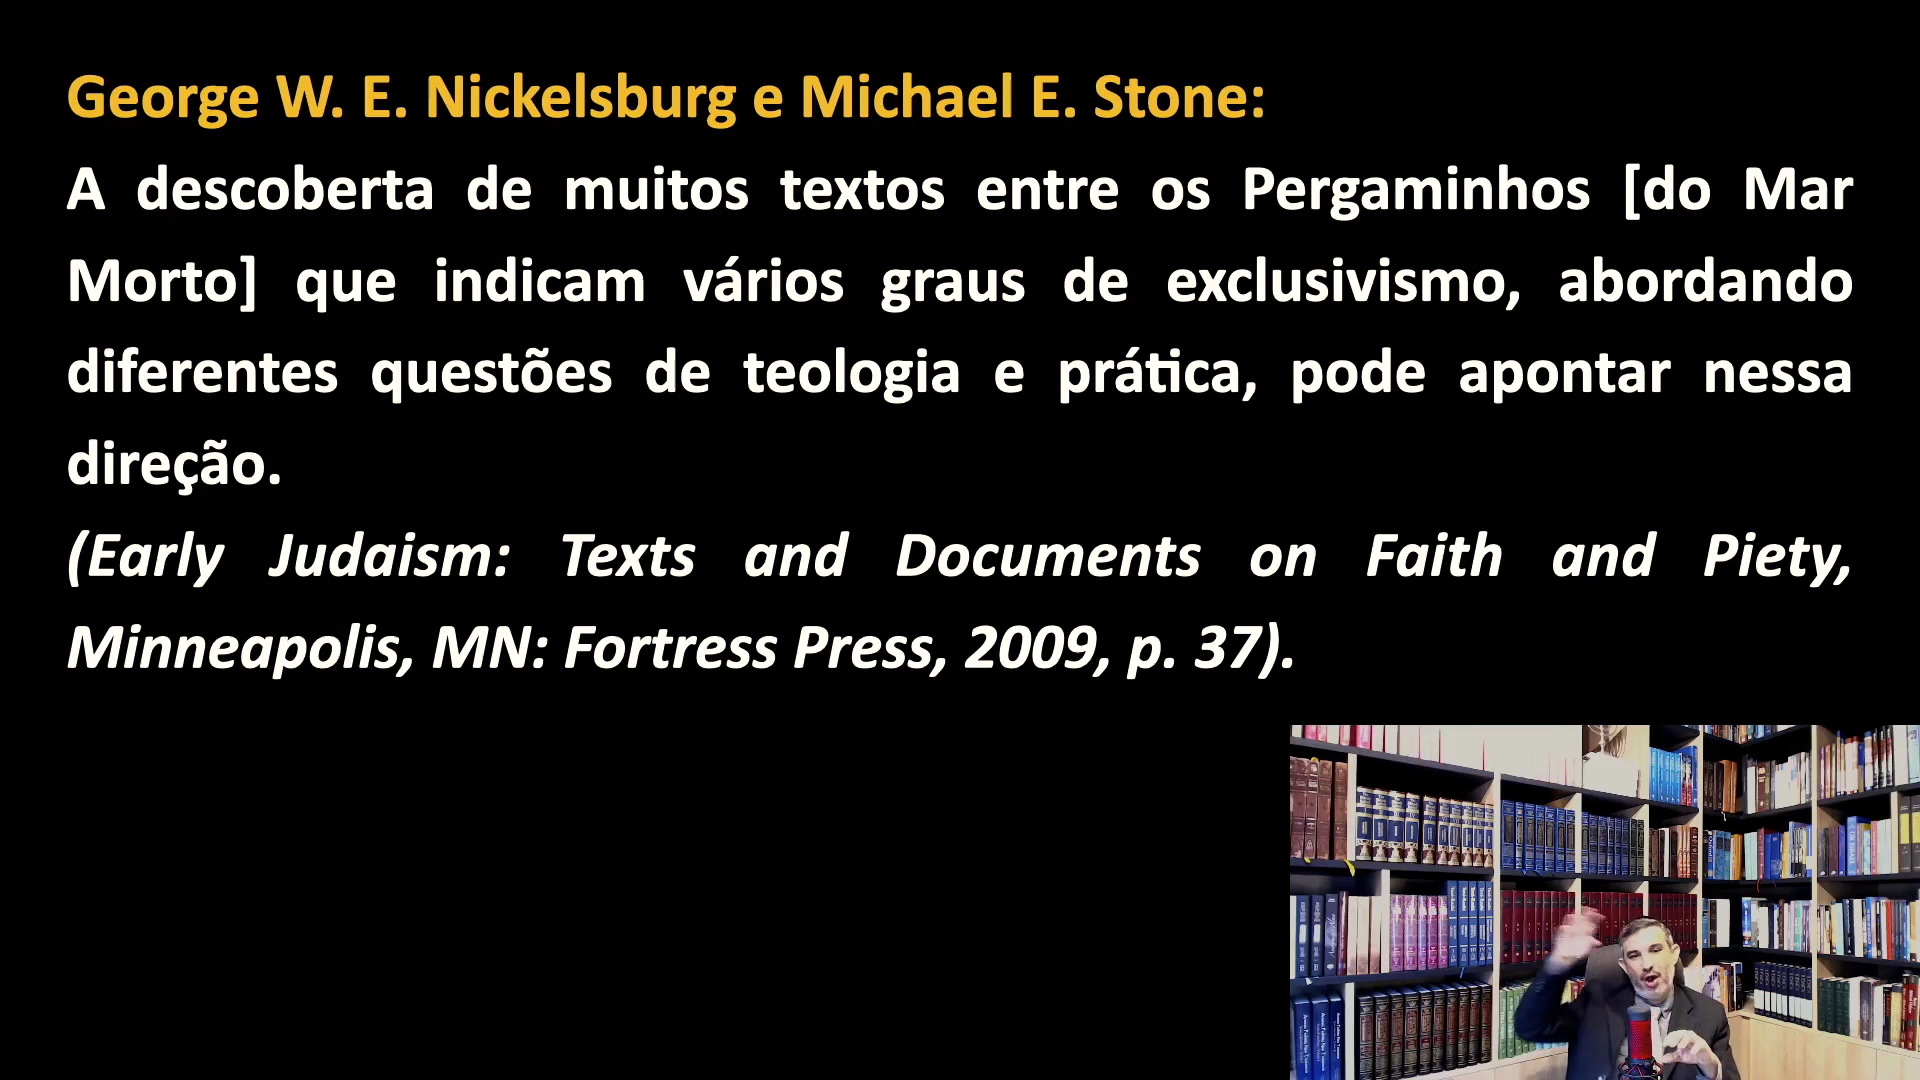 George W. E. Nickelsburg e Michael E. Stone:
A descoberta de muitos textos entre os Pergaminhos [do Mar
Morto] que indicam vários graus de exclusivismo, abordando
diferentes questões de teologia e prática, pode apontar nessa
direção.
(Early Judaism: Texts and Documents on Faith and Piety,
Minneapolis, MN: Fortress Press, 2009, p. 37).